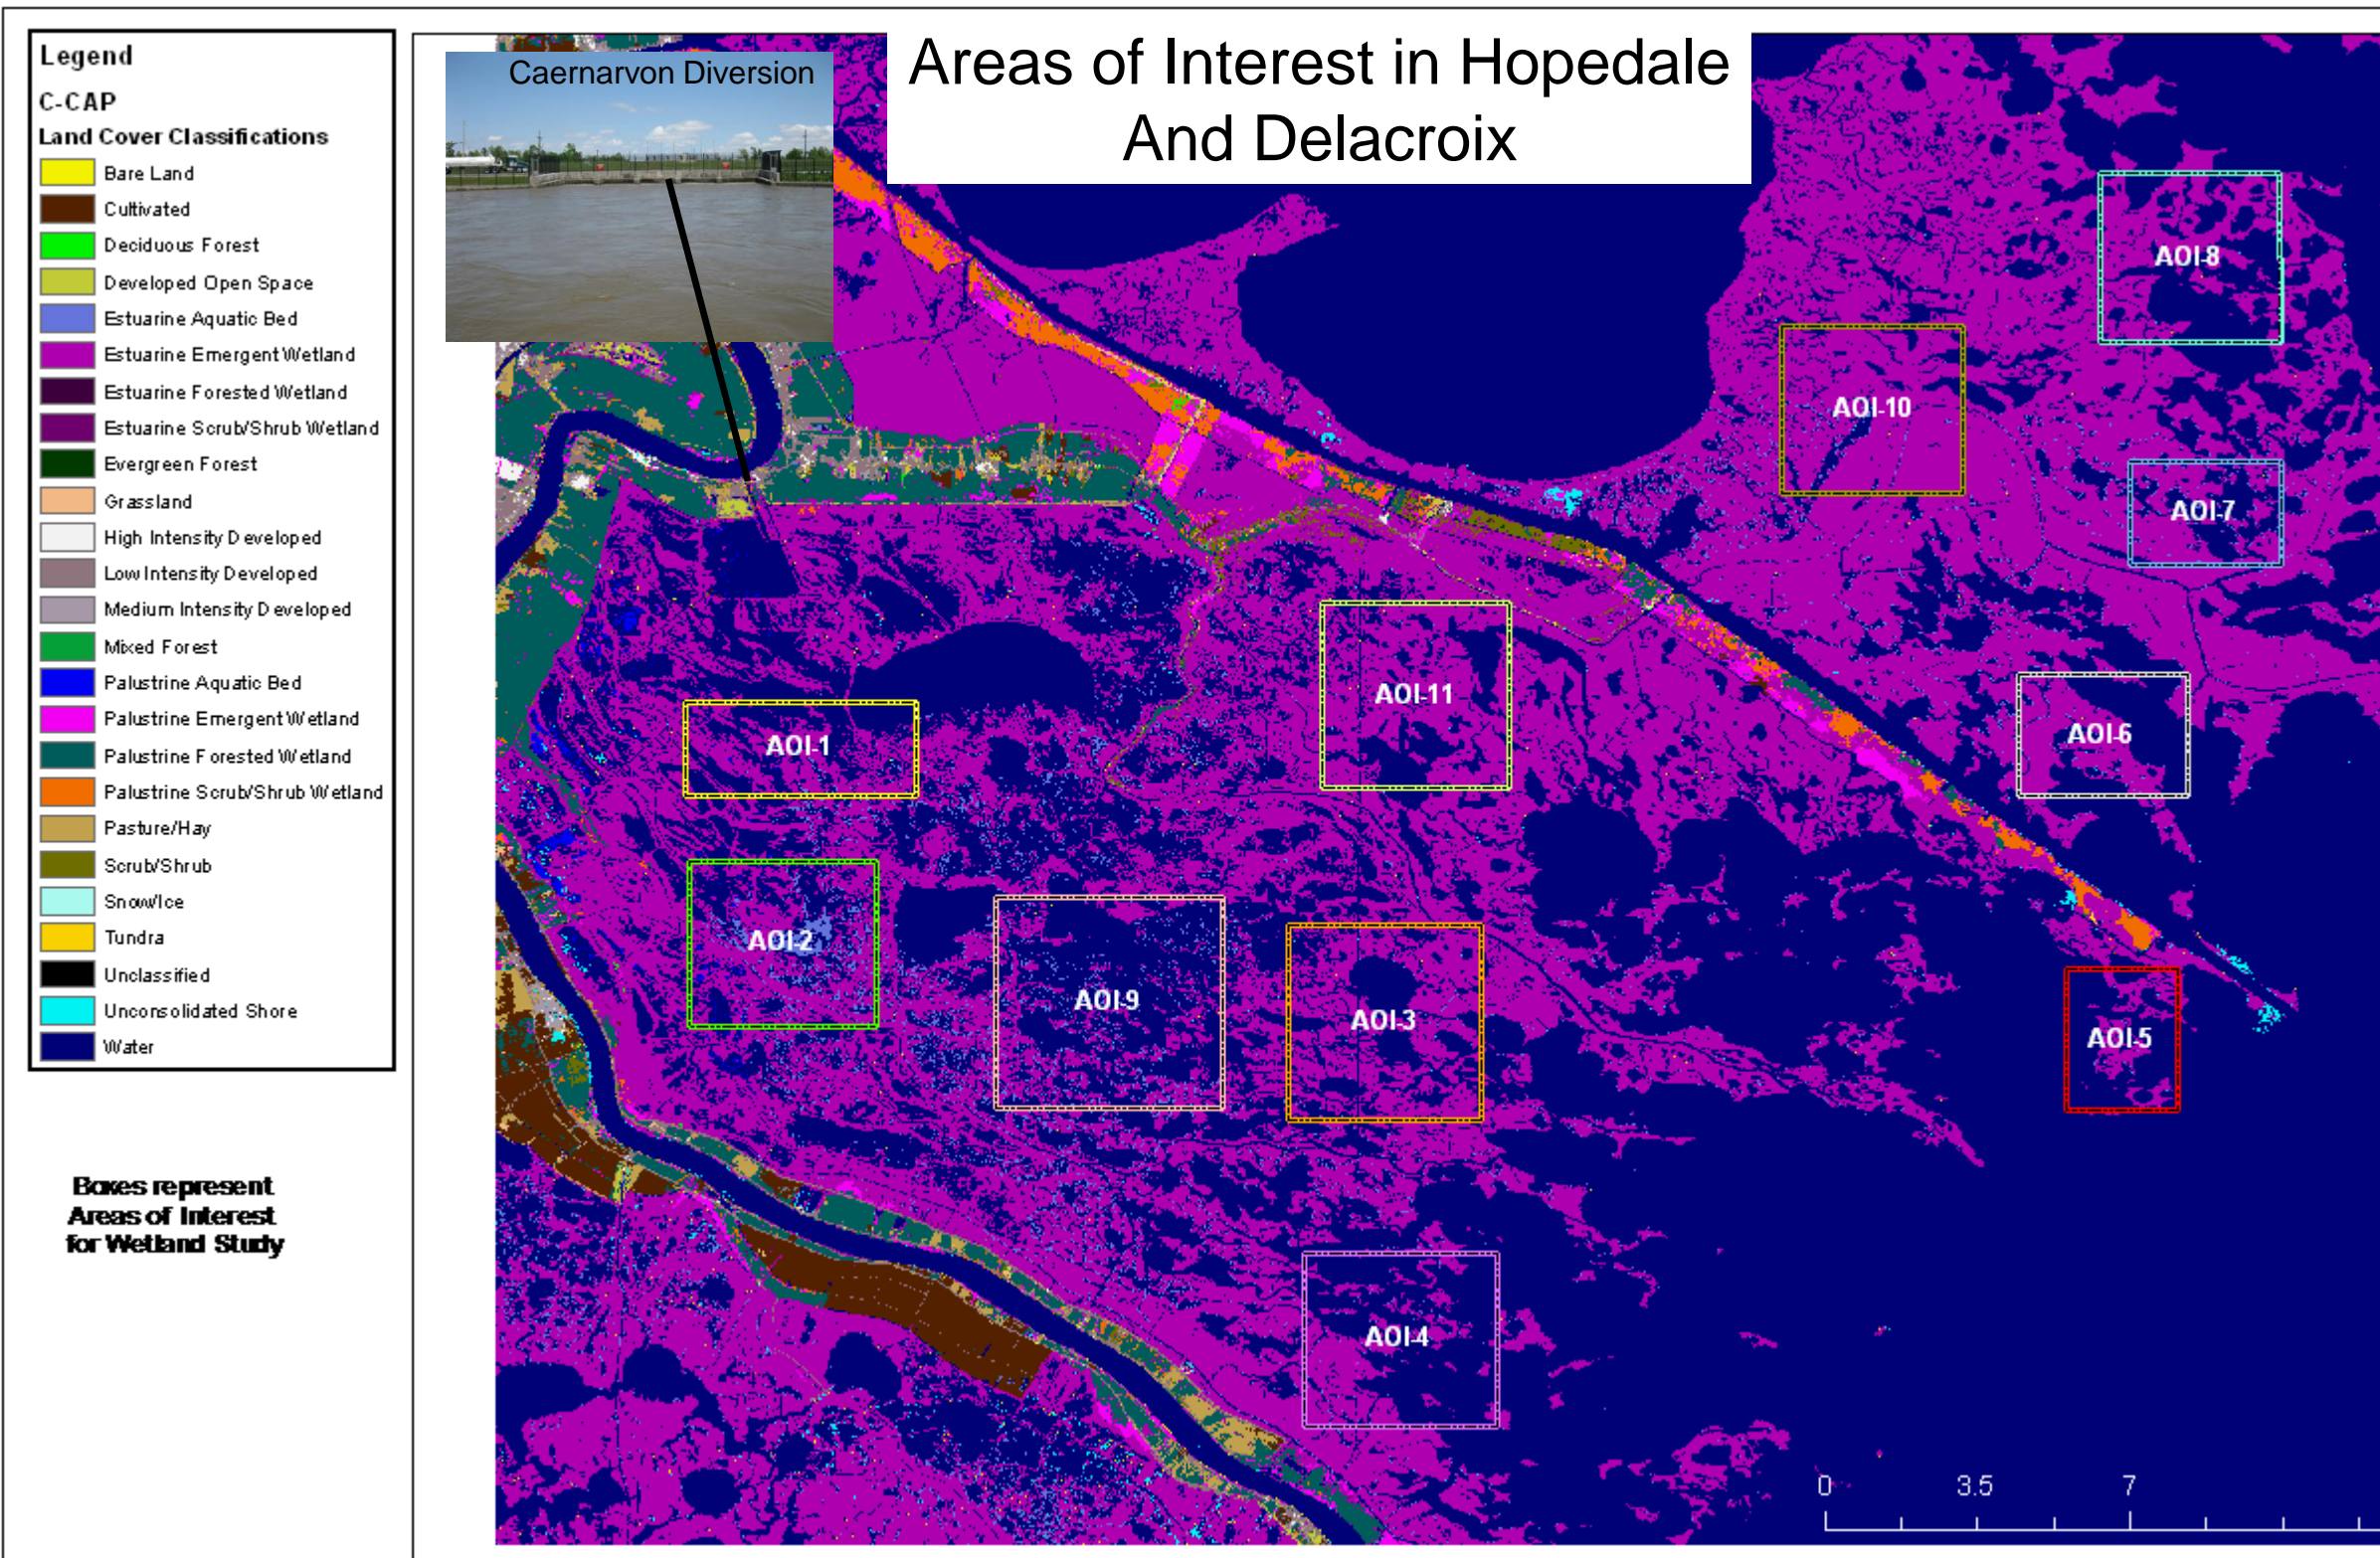 Legend
C-CAP
Land Cover Classifications
Bare Land
Cultivated
Deciduous Forest
Developed Open Space
Estuarine Aquatic Bed
Estuarine Emergent Wetland
Estuarine Forested Wetland
Estuarine Scrub/Shrub Wetland
Evergreen Forest
Grassland
High Intensity Developed
Low Intensity Developed
Medium Intensity Developed
Mixed Forest
Palustrine Aquatic Bed
Palustrine Emergent Wetland
Palustrine Forested Wetland
Palustrine Scrub/Shrub Wetland
Pasture/Hay
Scrub/Shrub
Snow/Ice
Tundra
Unclassified
Unconsolidated Shore
Water
Boxes represent
Areas of Interest
for Wetland Study
Caernarvon Diversion
Areas of Interest in Hopedale
And Delacroix
AOI-8
AOI-10
AOI-7
AOI-11
AOI-6
AOI-1
AOI-2
AOI-9
AOI-3
AOI-5
AOI-4
0 3.5 7